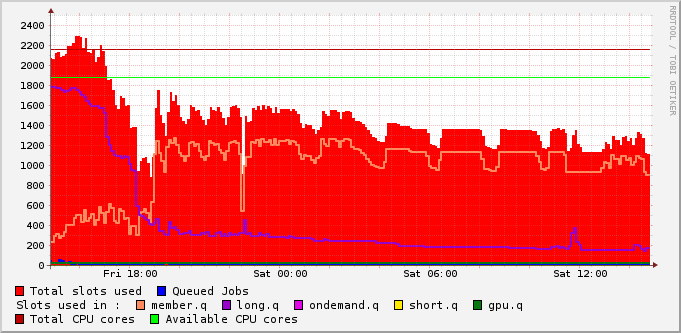 RRDTOOL / TOBI OETIKER
2400
2200
2000
1800
1600
1400
1200
1000
800
600
400
200
0
Fri 18:00 Sat 00:00 Sat 06:00 Sat 12:00
Total slots used Queued Jobs
Slots used in : member.q long.q ondemand.q short.q gpu.q
Total CPU cores Available CPU cores